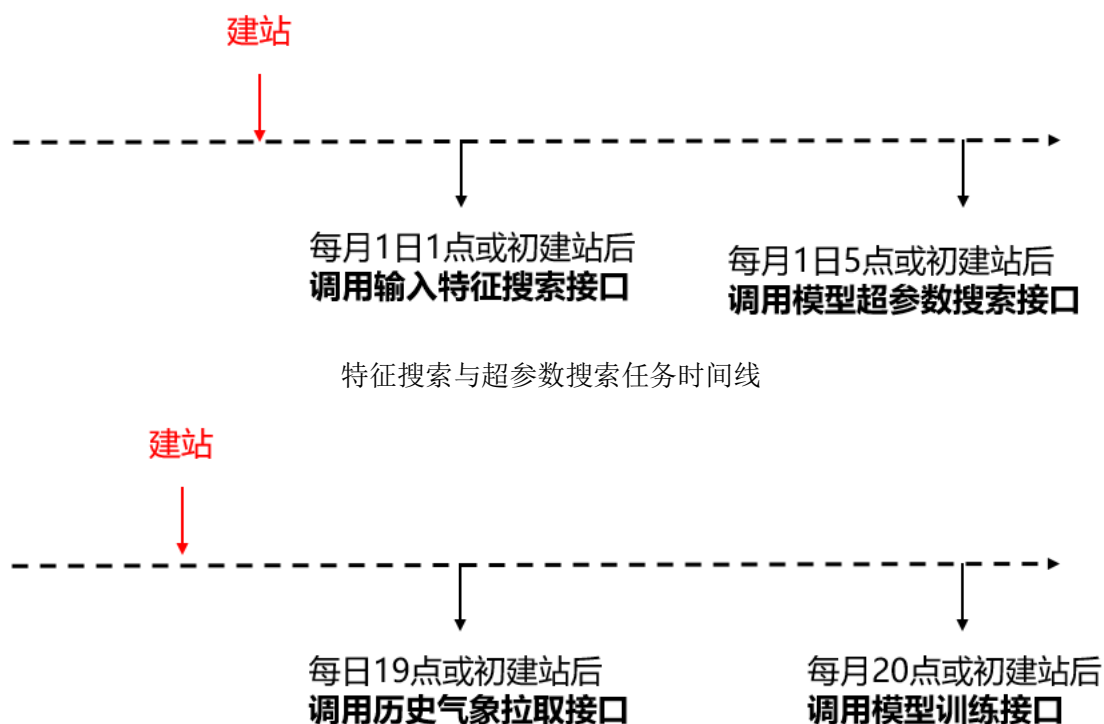 建站
每月1日1点或初建站后
调用输入特征搜索接口
每月1日5点或初建站后
调用模型超参数搜索接口
特征搜索与超参数搜索任务时间线
建站
每日19点或初建站后
调用历史气象拉取接口
每月20点或初建站后
调用模型训练接口